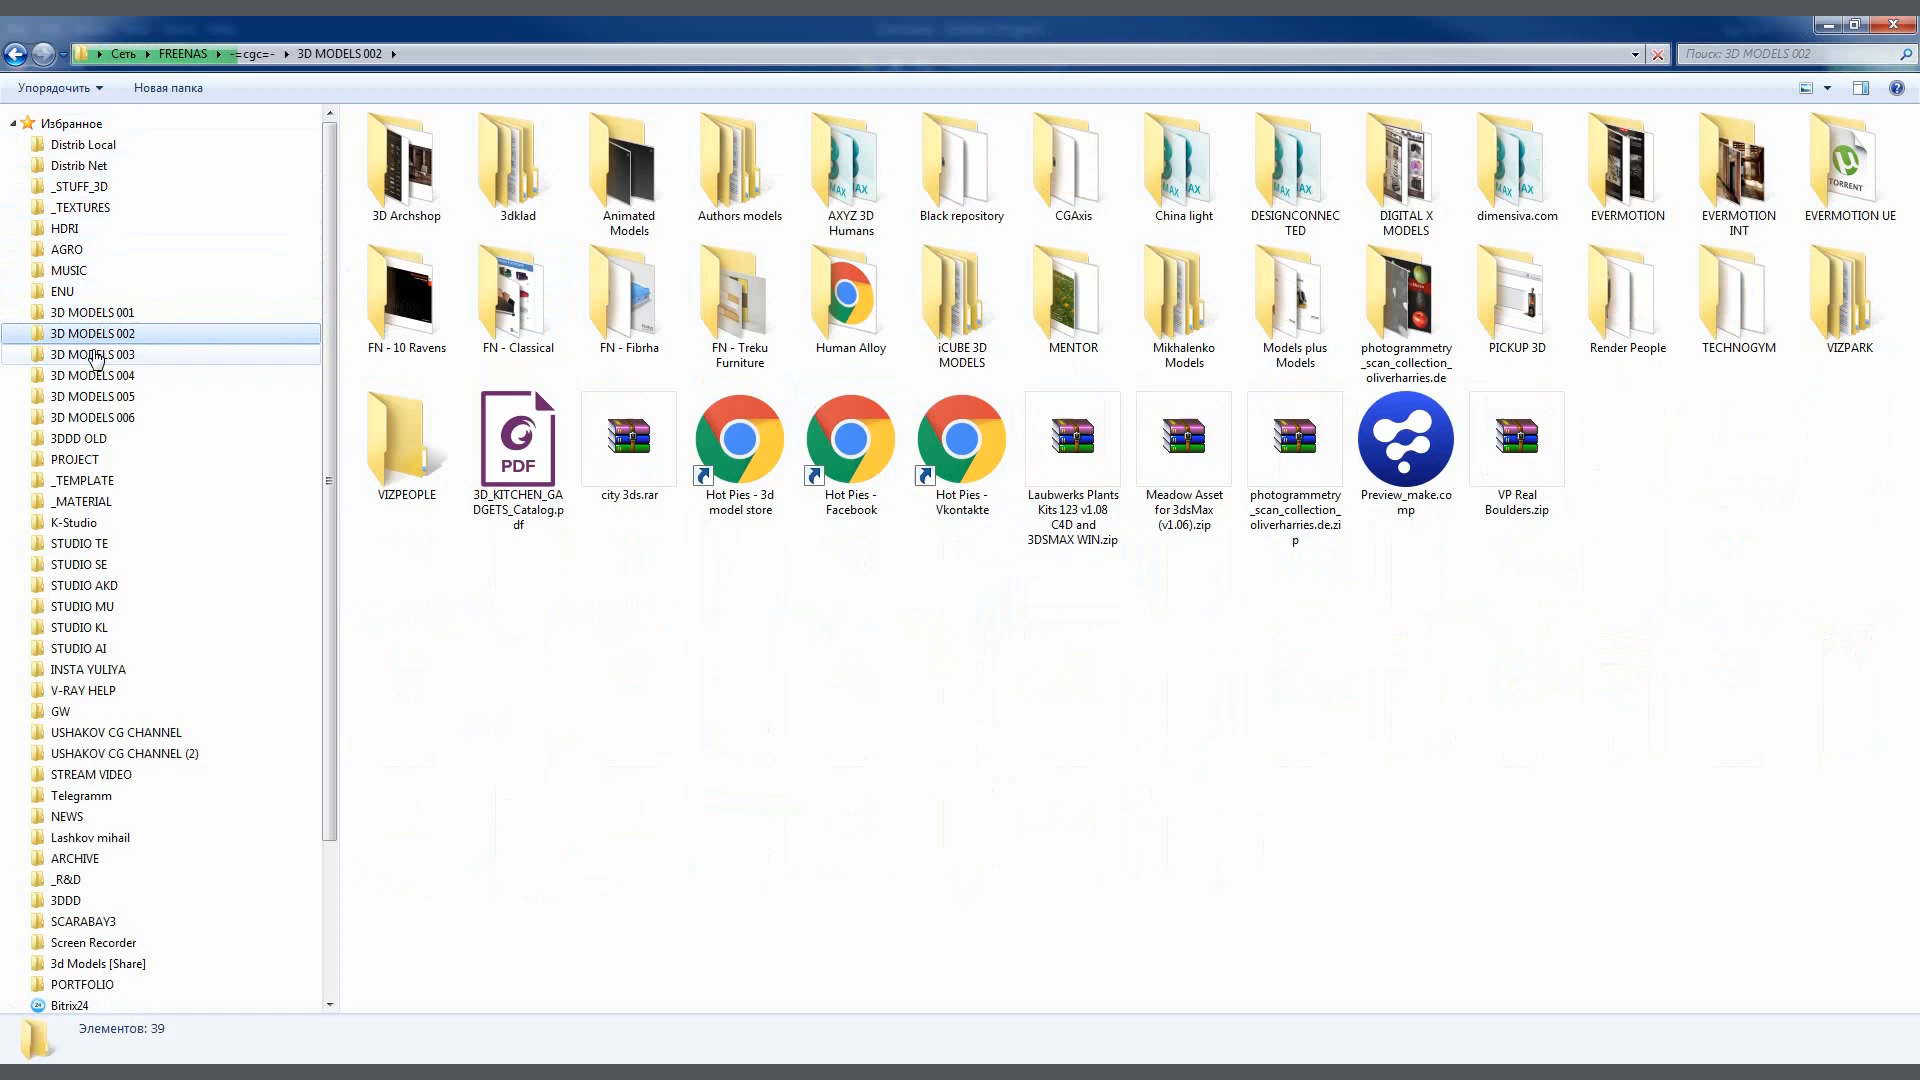 Сеть FREENAS -=cgc=- 3D MODELS 002
Поиск: 3D MODELS 002
Упорядочить
Новая папка
Избранное
Distrib Local
Distrib Net
_STUFF_3D
_TEXTURES
HDRI
AGRO
MUSIC
ENU
3D MODELS 001
3D MODELS 002
3D MODELS 003
3D MODELS 004
3D MODELS 005
3D MODELS 006
3DDD OLD
PROJECT
_TEMPLATE
_MATERIAL
K-Studio
STUDIO TE
STUDIO SE
STUDIO AKD
STUDIO MU
STUDIO KL
STUDIO AI
INSTA YULIYA
V-RAY HELP
GW
USHAKOV CG CHANNEL
USHAKOV CG CHANNEL (2)
STREAM VIDEO
Telegramm
NEWS
Lashkov mihail
ARCHIVE
_R&D
3DDD
SCARABAY3
Screen Recorder
3d Models [Share]
PORTFOLIO
Bitrix24
3D Archshop
3dklad
Animated
Models
Authors models
AXYZ 3D
Humans
Black repository
CGAxis
China light
DESIGNCONNEC
TED
DIGITAL X
MODELS
dimensiva.com
EVERMOTION
EVERMOTION
INT
TORRENT
EVERMOTION UE
FN - 10 Ravens
FN - Classical
FN - Fibrha
FN - Treku
Furniture
Human Alloy
iCUBE 3D
MODELS
MENTOR
Mikhalenko
Models
Models plus
Models
photogrammetry
_scan_collection_
oliverharries.de
PICKUP 3D
Render People
TECHNOGYM
VIZPARK
VIZPEOPLE
PDF
3D_KITCHEN_GA
DGETS_Catalog.p
df
city 3ds.rar
Hot Pies - 3d
model store
Hot Pies -
Facebook
Hot Pies -
Vkontakte
Laubwerks Plants
Kits 123 v1.08
C4D and
3DSMAX WIN.zip
Meadow Asset
for 3dsMax
(v1.06).zip
photogrammetry
_scan_collection_
oliverharries.de.zi
p
Preview_make.co
mp
VP Real
Boulders.zip
Элементов: 39